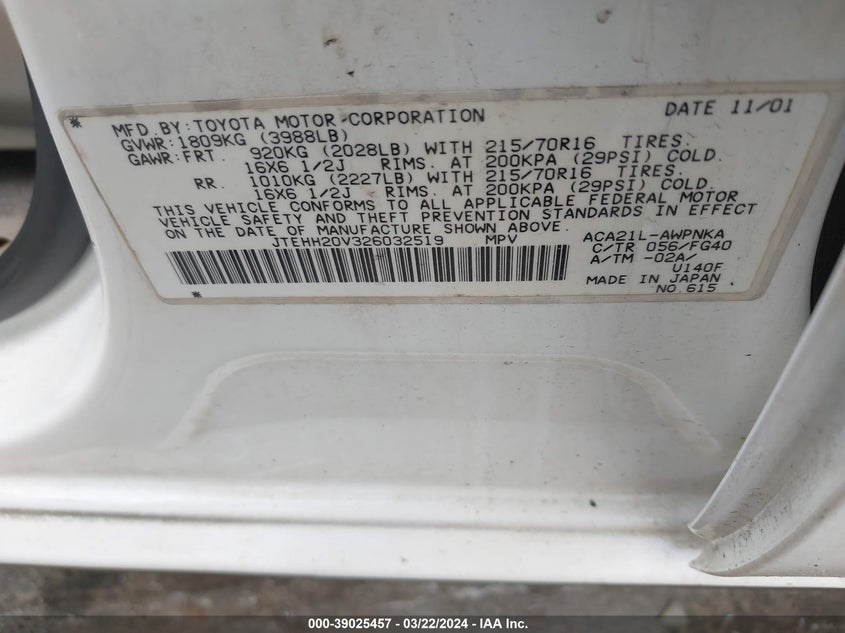 MFD.BY:TOYOTA MOTOR CORPORATION DATE 11/01
GVWR:1809KG (3988LB)
GAWR:FRT. 920KG (2028LB) WITH 215/70R16 TIRES.
16X6 1/2J RIMS. AT 200KPA (29PSI) COLD.
RR. 1010KG (2227LB) WITH 215/70R16 TIRES.
16X6 1/2J RIMS. AT 200KPA (29PSI) COLD.
THIS VEHICLE CONFORMS TO ALL APPLICABLE FEDERAL MOTOR
VEHICLE SAFETY AND THEFT PREVENTION STANDARDS IN EFFECT
ON THE DATE OF MANUFACTURE SHOWN ABOVE.
JTEHH20V326032519 MPV
ACA21L-AWPNKA
C/TR 056/FG40
A/TM -02A/
U140F
MADE IN JAPAN
NO.615
000-39025457 - 03/22/2024 - IAA Inc.